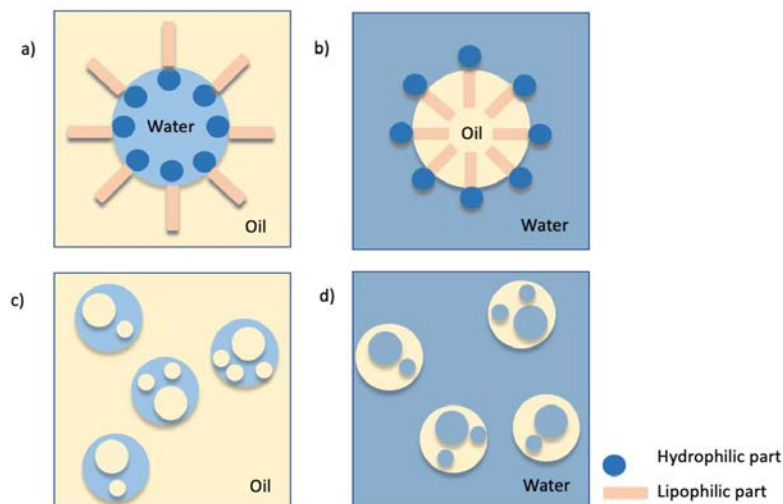 a)
Water
Oil
b)
Oil
Water
c)
Oil
d)
Water
Hydrophilic part
Lipophilic part